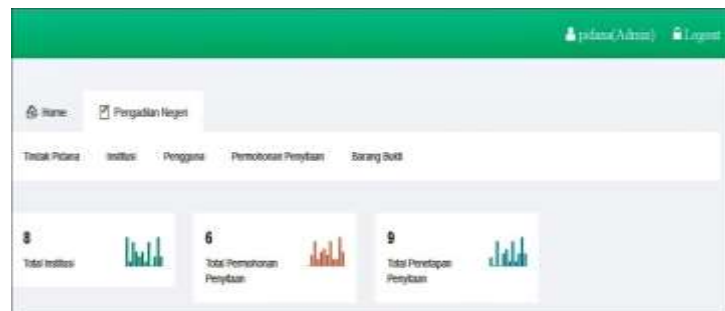 pidana(Admin) Logout
Home Pengadilan Negeri
Tindak Pidana Institusi Pengguna Permohonan Penyitaan Barang Bukti
8 6 9
Total Institusi Total Permohonan Penyitaan Total Penetapan Penyitaan